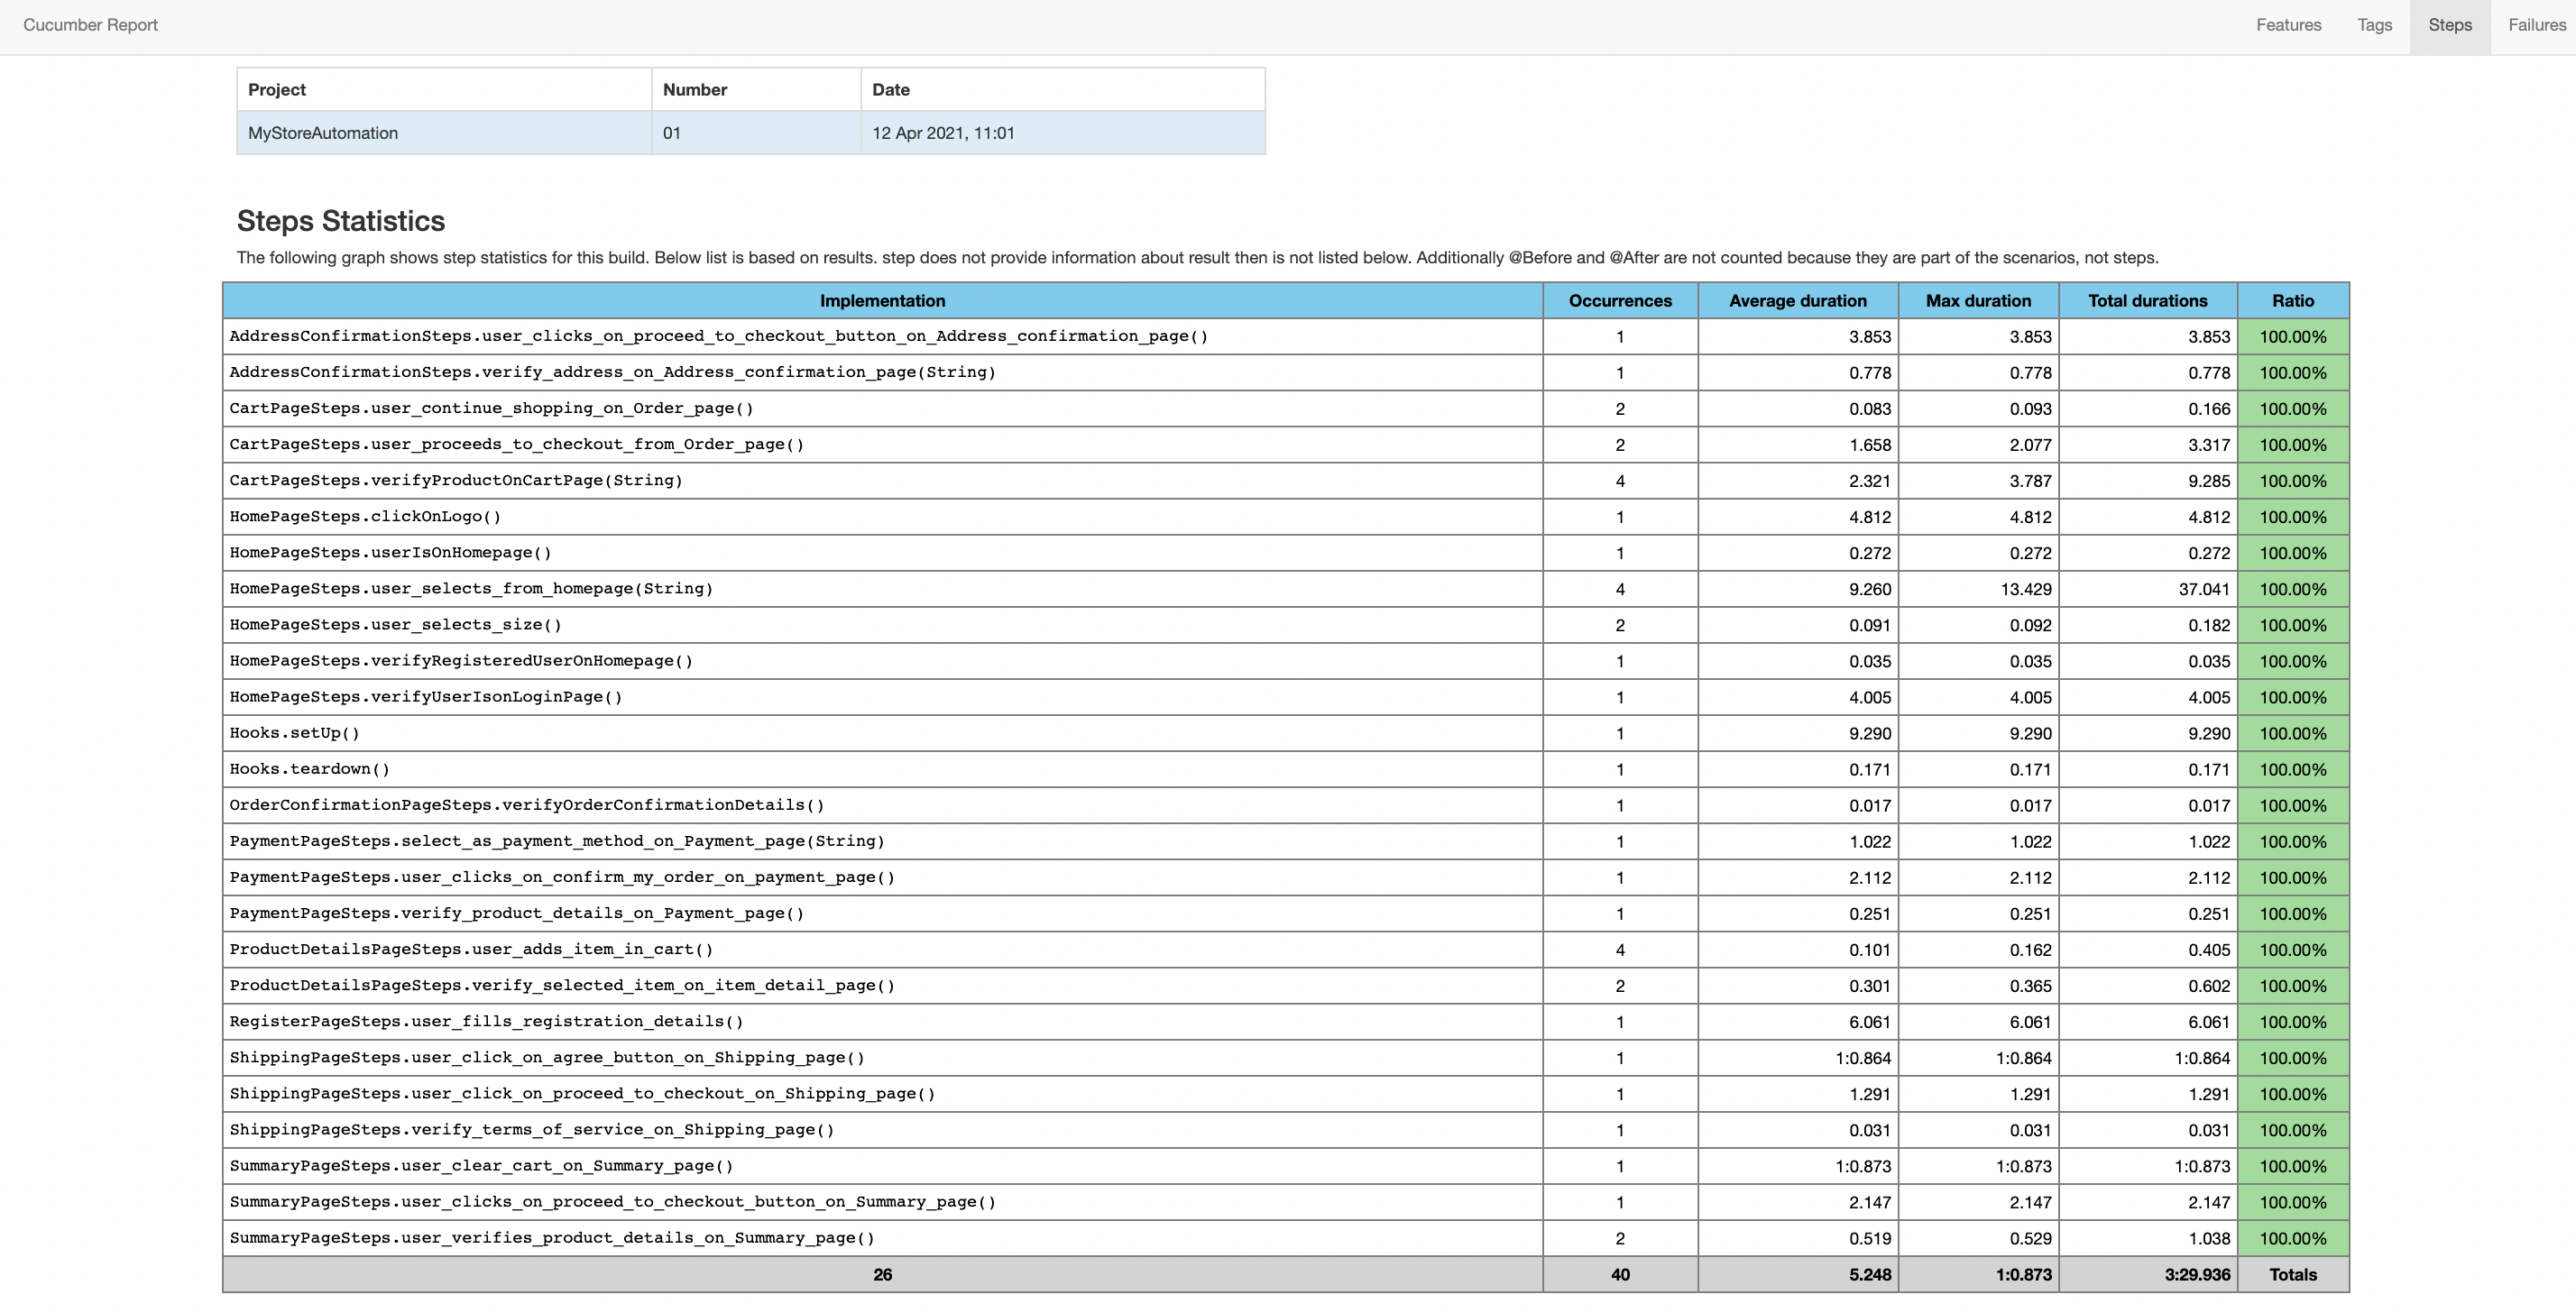 Cucumber Report Features Tags Steps Failures
Project Number Date
MyStoreAutomation 01 12 Apr 2021, 11:01
Steps Statistics
The following graph shows step statistics for this build. Below list is based on results. step does not provide information about result then is not listed below. Additionally @Before and @After are not counted because they are part of the scenarios, not steps.
Implementation Occurrences Average duration Max duration Total durations Ratio
AddressConfirmationSteps.user_clicks_on_proceed_to_checkout_button_on_Address_confirmation_page() 1 3.853 3.853 3.853 100.00%
AddressConfirmationSteps.verify_address_on_Address_confirmation_page(String) 1 0.778 0.778 0.778 100.00%
CartPageSteps.user_continue_shopping_on_Order_page() 2 0.083 0.093 0.166 100.00%
CartPageSteps.user_proceeds_to_checkout_from_Order_page() 2 1.658 2.077 3.317 100.00%
CartPageSteps.verifyProductOnCartPage(String) 4 2.321 3.787 9.285 100.00%
HomePageSteps.clickOnLogo() 1 4.812 4.812 4.812 100.00%
HomePageSteps.userIsOnHomepage() 1 0.272 0.272 0.272 100.00%
HomePageSteps.user_selects_from_homepage(String) 4 9.260 13.429 37.041 100.00%
HomePageSteps.user_selects_size() 2 0.091 0.092 0.182 100.00%
HomePageSteps.verifyRegisteredUserOnHomepage() 1 0.035 0.035 0.035 100.00%
HomePageSteps.verifyUserIsonLoginPage() 1 4.005 4.005 4.005 100.00%
Hooks.setUp() 1 9.290 9.290 9.290 100.00%
Hooks.teardown() 1 0.171 0.171 0.171 100.00%
OrderConfirmationPageSteps.verifyOrderConfirmationDetails() 1 0.017 0.017 0.017 100.00%
PaymentPageSteps.select_as_payment_method_on_Payment_page(String) 1 1.022 1.022 1.022 100.00%
PaymentPageSteps.user_clicks_on_confirm_my_order_on_payment_page() 1 2.112 2.112 2.112 100.00%
PaymentPageSteps.verify_product_details_on_Payment_page() 1 0.251 0.251 0.251 100.00%
ProductDetailsPageSteps.user_adds_item_in_cart() 4 0.101 0.162 0.405 100.00%
ProductDetailsPageSteps.verify_selected_item_on_item_detail_page() 2 0.301 0.365 0.602 100.00%
RegisterPageSteps.user_fills_registration_details() 1 6.061 6.061 6.061 100.00%
ShippingPageSteps.user_click_on_agree_button_on_Shipping_page() 1 1:0.864 1:0.864 1:0.864 100.00%
ShippingPageSteps.user_click_on_proceed_to_checkout_on_Shipping_page() 1 1.291 1.291 1.291 100.00%
ShippingPageSteps.verify_terms_of_service_on_Shipping_page() 1 0.031 0.031 0.031 100.00%
SummaryPageSteps.user_clear_cart_on_Summary_page() 1 1:0.873 1:0.873 1:0.873 100.00%
SummaryPageSteps.user_clicks_on_proceed_to_checkout_button_on_Summary_page() 1 2.147 2.147 2.147 100.00%
SummaryPageSteps.user_verifies_product_details_on_Summary_page() 2 0.519 0.529 1.038 100.00%
26 40 5.248 1:0.873 3:29.936 Totals